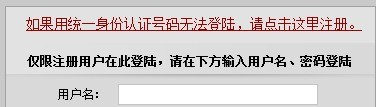 如果用统一身份认证号码无法登陆，请点击这里注册。
仅限注册用户在此登陆，请在下方输入用户名、密码登陆
用户名：